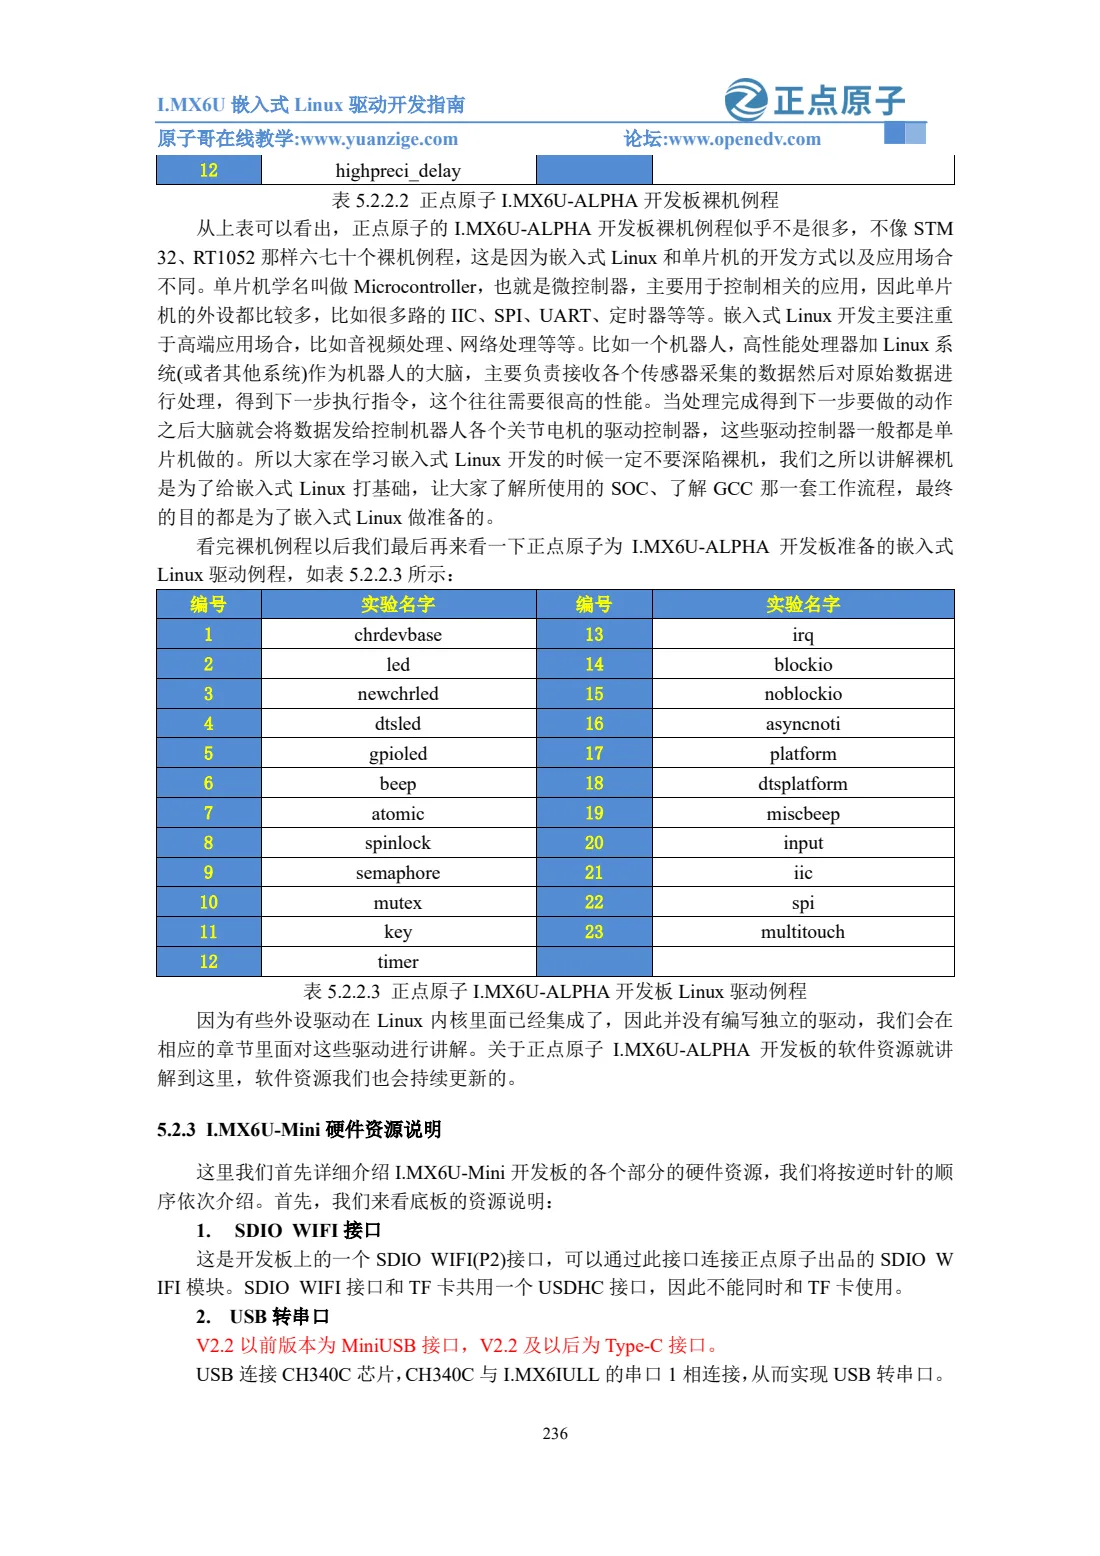 I.MX6U 嵌入式 Linux 驱动开发指南
正点原子
原子哥在线教学:www.yuanzige.com 论坛:www.openedv.com
12 highpreci_delay
表 5.2.2.2 正点原子 I.MX6U-ALPHA 开发板裸机例程
从上表可以看出，正点原子的 I.MX6U-ALPHA 开发板裸机例程似乎不是很多，不像 STM
32、RT1052 那样六七十个裸机例程，这是因为嵌入式 Linux 和单片机的开发方式以及应用场合
不同。单片机学名叫做 Microcontroller，也就是微控制器，主要用于控制相关的应用，因此单片
机的外设都比较多，比如很多路的 IIC、SPI、UART、定时器等等。嵌入式 Linux 开发主要注重
于高端应用场合，比如音视频处理、网络处理等等。比如一个机器人，高性能处理器加 Linux 系
统(或者其他系统)作为机器人的大脑，主要负责接收各个传感器采集的数据然后对原始数据进
行处理，得到下一步执行指令，这个往往需要很高的性能。当处理完成得到下一步要做的动作
之后大脑就会将数据发给控制机器人各个关节电机的驱动控制器，这些驱动控制器一般都是单
片机做的。所以大家在学习嵌入式 Linux 开发的时候一定不要深陷裸机，我们之所以讲解裸机
是为了给嵌入式 Linux 打基础，让大家了解所使用的 SOC、了解 GCC 那一套工作流程，最终
的目的都是为了嵌入式 Linux 做准备的。
看完裸机例程以后我们最后再来看一下正点原子为 I.MX6U-ALPHA 开发板准备的嵌入式
Linux 驱动例程，如表 5.2.2.3 所示：
编号 实验名字 编号 实验名字
1 chrdevbase 13 irq
2 led 14 blockio
3 newchrled 15 noblockio
4 dtsled 16 asyncnoti
5 gpioled 17 platform
6 beep 18 dtsplatform
7 atomic 19 miscbeep
8 spinlock 20 input
9 semaphore 21 iic
10 mutex 22 spi
11 key 23 multitouch
12 timer
表 5.2.2.3 正点原子 I.MX6U-ALPHA 开发板 Linux 驱动例程
因为有些外设驱动在 Linux 内核里面已经集成了，因此并没有编写独立的驱动，我们会在
相应的章节里面对这些驱动进行讲解。关于正点原子 I.MX6U-ALPHA 开发板的软件资源就讲
解到这里，软件资源我们也会持续更新的。
5.2.3 I.MX6U-Mini 硬件资源说明
这里我们首先详细介绍 I.MX6U-Mini 开发板的各个部分的硬件资源，我们将按逆时针的顺
序依次介绍。首先，我们来看底板的资源说明：
1. SDIO WIFI 接口
这是开发板上的一个 SDIO WIFI(P2)接口，可以通过此接口连接正点原子出品的 SDIO W
IFI 模块。SDIO WIFI 接口和 TF 卡共用一个 USDHC 接口，因此不能同时和 TF 卡使用。
2. USB 转串口
V2.2 以前版本为 MiniUSB 接口，V2.2 及以后为 Type-C 接口。
USB 连接 CH340C 芯片，CH340C 与 I.MX6IULL 的串口 1 相连接，从而实现 USB 转串口。
236